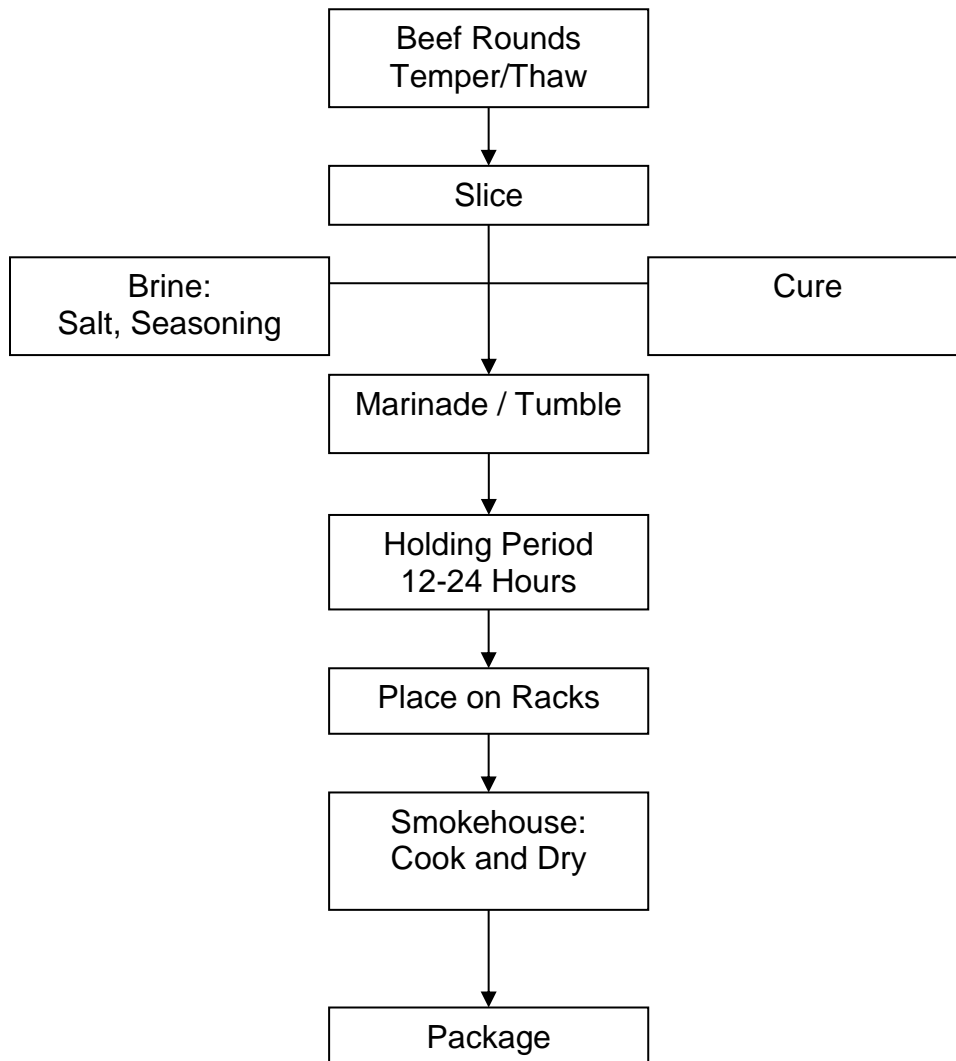 Beef Rounds
Temper/Thaw
Slice
Brine:
Salt, Seasoning
Cure
Marinade / Tumble
Holding Period
12-24 Hours
Place on Racks
Smokehouse:
Cook and Dry
Package